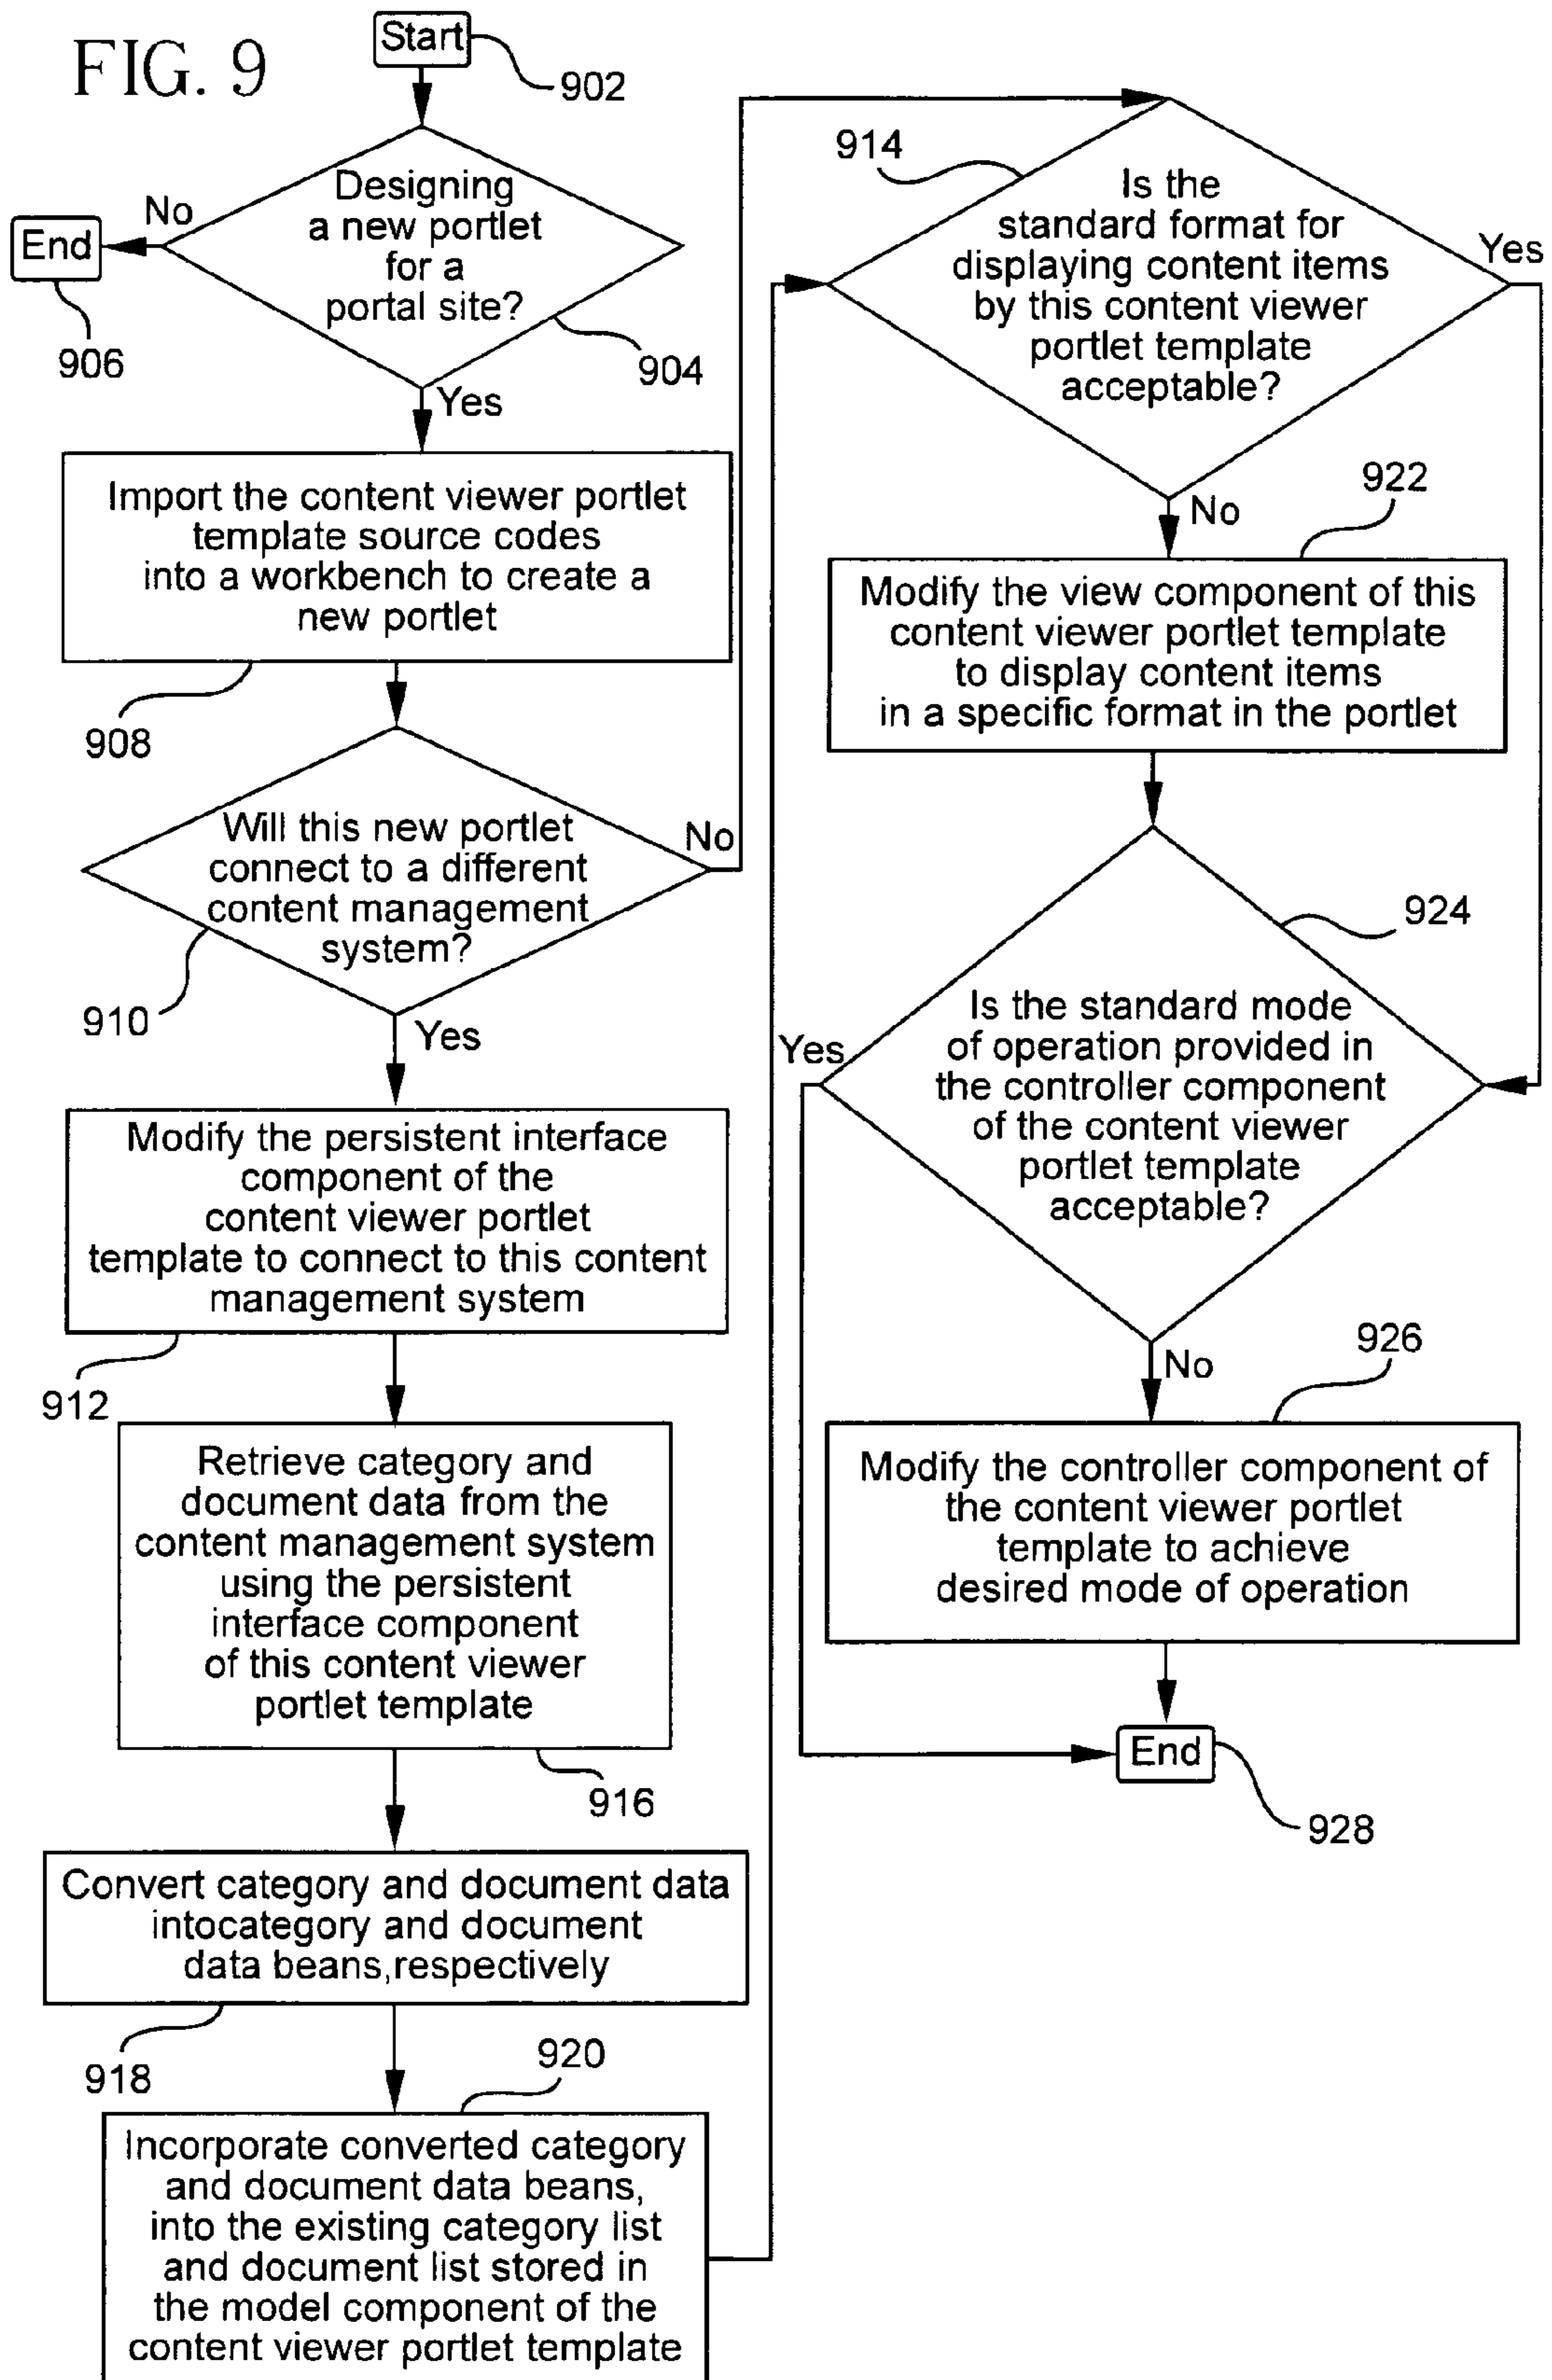 FIG. 9
Start
902
Designing
a new portlet
for a
portal site?
No
End
906
904
Yes
Import the content viewer portlet
template source codes
into a workbench to create a
new portlet
908
Will this new portlet
connect to a different
content management
system?
No
910
Yes
Modify the persistent interface
component of the
content viewer portlet
template to connect to this content
management system
912
Retrieve category and
document data from the
content management system
using the persistent
interface component
of this content viewer
portlet template
916
Convert category and document data
intocategory and document
data beans,respectively
918
920
Incorporate converted category
and document data beans,
into the existing category list
and document list stored in
the model component of the
content viewer portlet template
914
Is the
standard format for
displaying content items
by this content viewer
portlet template
acceptable?
Yes
No
922
Modify the view component of this
content viewer portlet template
to display content items
in a specific format in the portlet
924
Is the standard mode
of operation provided in
the controller component
of the content viewer
portlet template
acceptable?
Yes
No
926
Modify the controller component of
the content viewer portlet
template to achieve
desired mode of operation
End
928